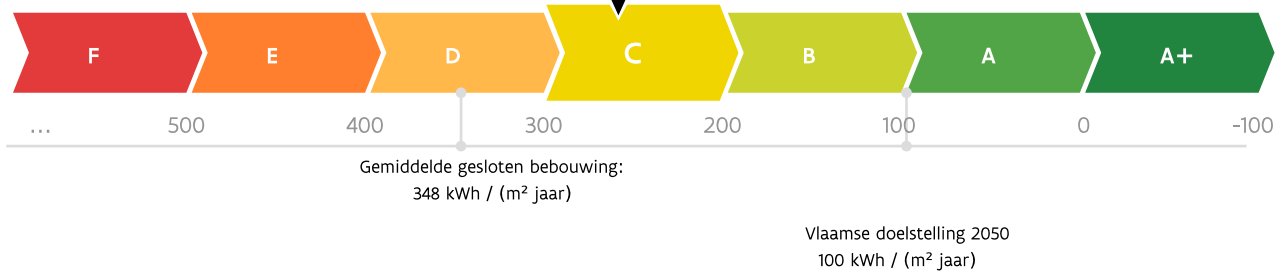 F E D C B A A+
... 500 400 300 200 100 0 -100
Gemiddelde gesloten bebouwing:
348 kWh / (m² jaar)
Vlaamse doelstelling 2050
100 kWh / (m² jaar)